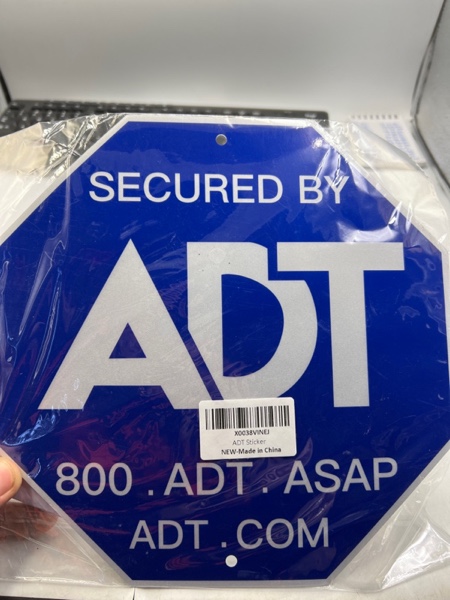 SECURED BY
ADT
X0038VINEJ
ADT Sticker
NEW-Made in China
800 . ADT . ASAP
ADT . COM